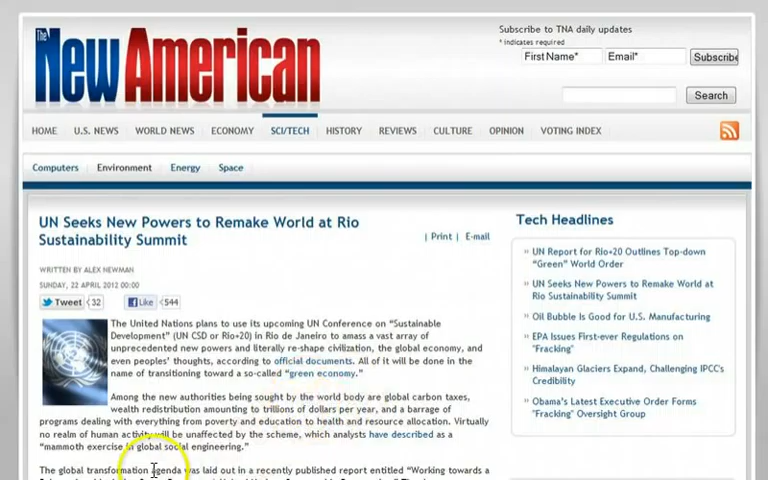 The New American
Subscribe to TNA daily updates
* indicates required
First Name*
Email*
Subscribe
Search
HOME U.S. NEWS WORLD NEWS ECONOMY SCI/TECH HISTORY REVIEWS CULTURE OPINION VOTING INDEX
Computers Environment Energy Space
UN Seeks New Powers to Remake World at Rio
Sustainability Summit
| Print | E-mail
WRITTEN BY ALEX NEWMAN
SUNDAY, 22 APRIL 2012 00:00
Tweet 32 Like 544
The United Nations plans to use its upcoming UN Conference on “Sustainable
Development” (UN CSD or Rio+20) in Rio de Janeiro to amass a vast array of
unprecedented new powers and literally re-shape civilization, the global economy, and
even peoples’ thoughts, according to official documents. All of it will be done in the
name of transitioning toward a so-called “green economy.”
Among the new authorities being sought by the world body are global carbon taxes,
wealth redistribution amounting to trillions of dollars per year, and a barrage of
programs dealing with everything from poverty and education to health and resource allocation. Virtually
no realm of human activity will be unaffected by the scheme, which analysts have described as a
“mammoth exercise in global social engineering.”
The global transformation agenda was laid out in a recently published report entitled “Working towards a
Tech Headlines
UN Report for Rio+20 Outlines Top-down
“Green” World Order
UN Seeks New Powers to Remake World at
Rio Sustainability Summit
Oil Bubble Is Good for U.S. Manufacturing
EPA Issues First-ever Regulations on
“Fracking”
Himalayan Glaciers Expand, Challenging IPCC's
Credibility
Obama's Latest Executive Order Forms
“Fracking” Oversight Group